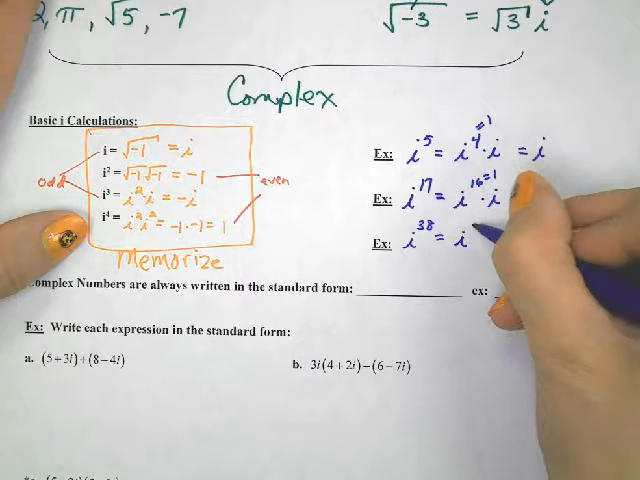 2, π, √5, -7
√-3 = √3 i
Complex
Basic i Calculations:
i = √-1 = i
i² = √-1 √-1 = -1
i³ = i² i = -i
i⁴ = i² i² = -1 · -1 = 1
odd
even
Memorize
Ex: i⁵ = i⁴ · i = i
=1
Ex: i¹⁷ = i¹⁶ · i
=1
Ex: i³⁸ = i
Complex Numbers are always written in the standard form: ____________ ex: _
Ex: Write each expression in the standard form:
a. (5+3i)+(8−4i)
b. 3i(4+2i)−(6−7i)